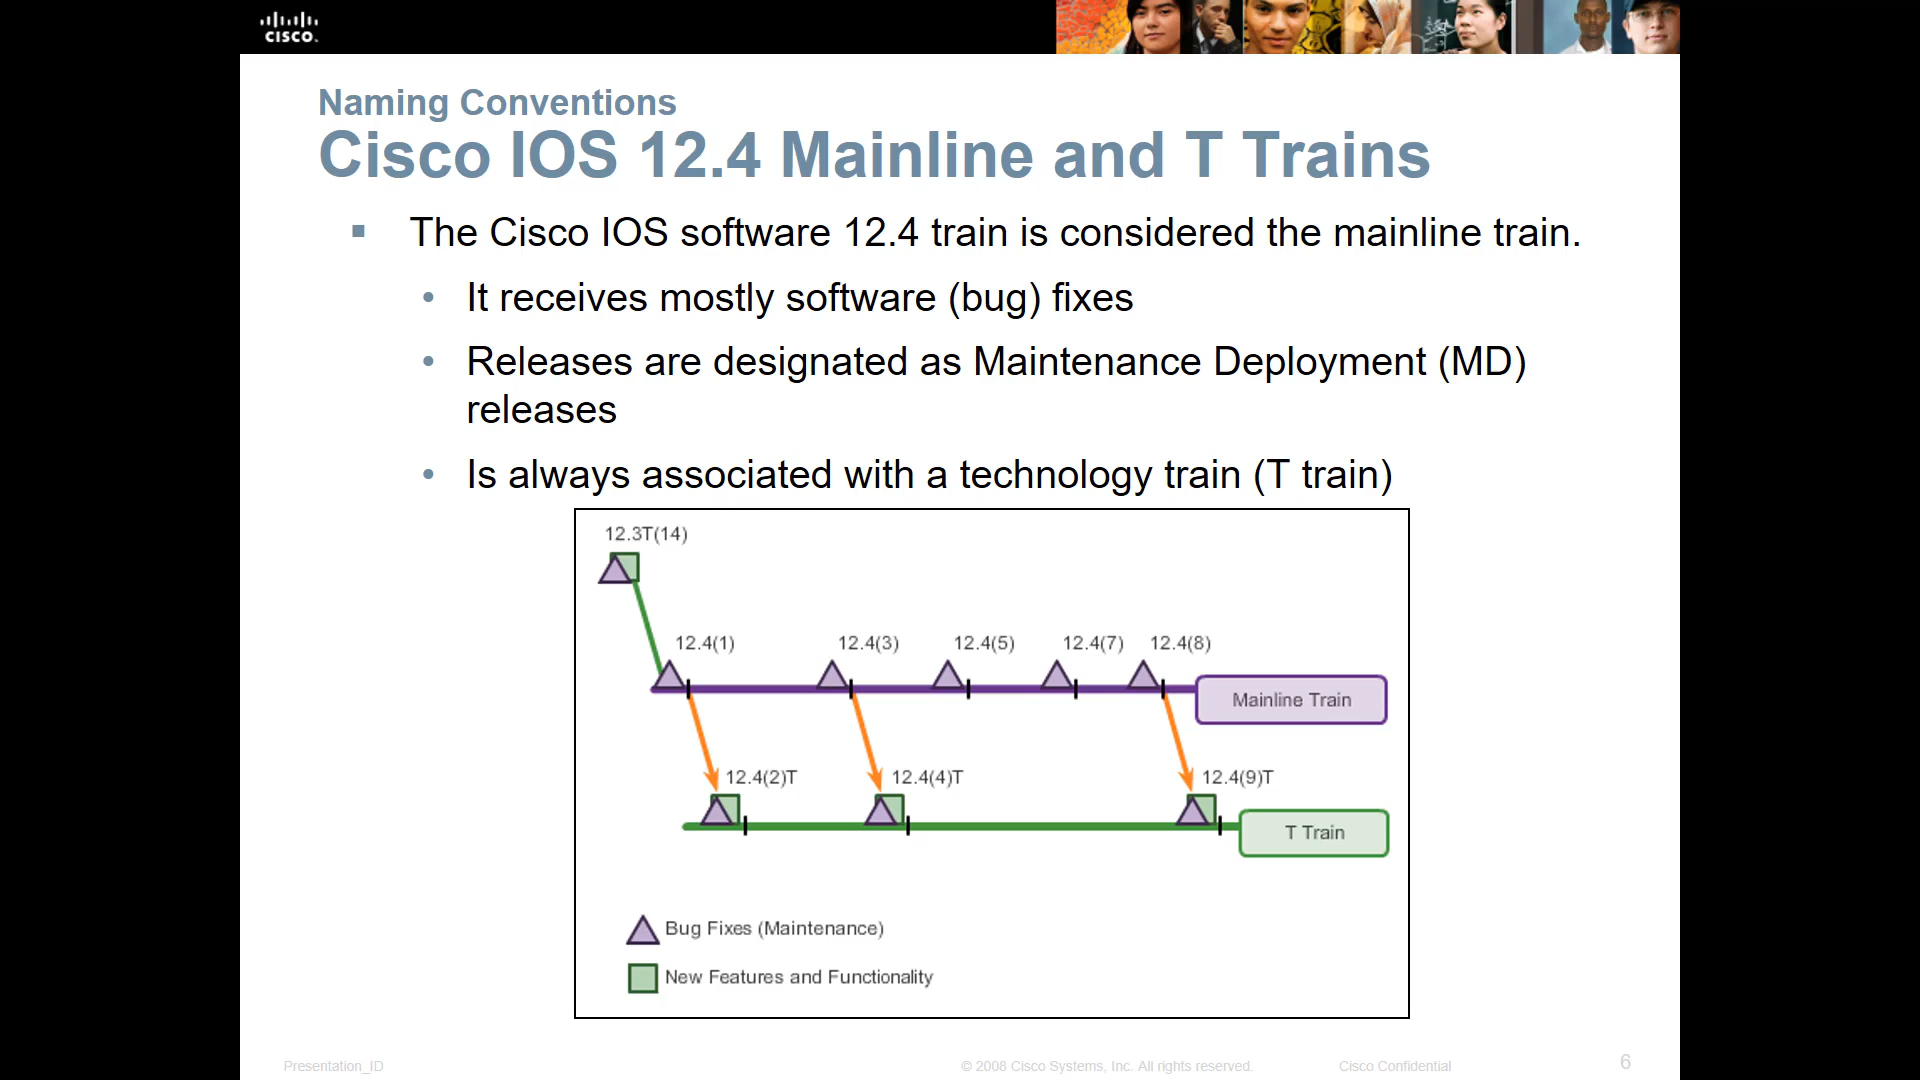 CISCO.
Naming Conventions
Cisco IOS 12.4 Mainline and T Trains
The Cisco IOS software 12.4 train is considered the mainline train.
It receives mostly software (bug) fixes
Releases are designated as Maintenance Deployment (MD)
releases
Is always associated with a technology train (T train)
12.3T(14)
12.4(1) 12.4(3) 12.4(5) 12.4(7) 12.4(8)
Mainline Train
12.4(2)T 12.4(4)T 12.4(9)T
T Train
Bug Fixes (Maintenance)
New Features and Functionality
Presentation_ID © 2008 Cisco Systems, Inc. All rights reserved. Cisco Confidential 6